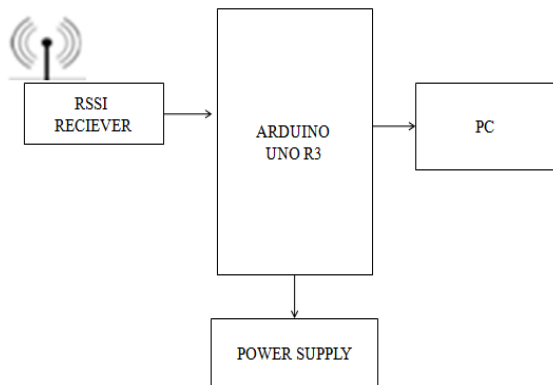 RSSI
RECIEVER
ARDUINO
UNO R3
PC
POWER SUPPLY